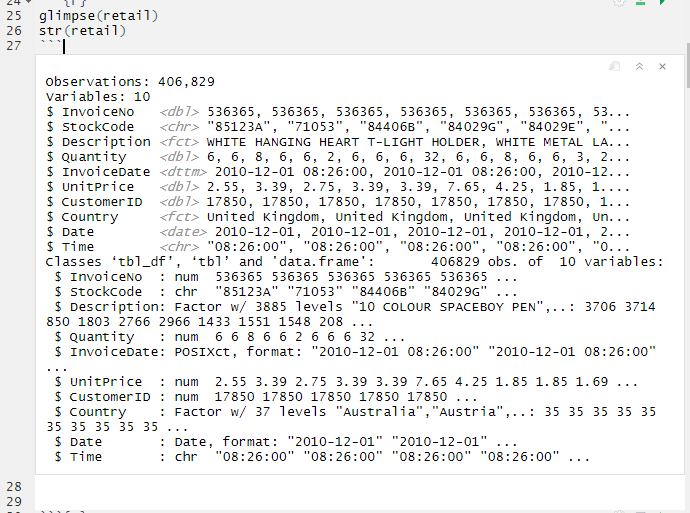 24 ```{r}
25 glimpse(retail)
26 str(retail)
27 ```
Observations: 406,829
Variables: 10
$ InvoiceNo <dbl> 536365, 536365, 536365, 536365, 536365, 536365, 53...
$ StockCode <chr> "85123A", "71053", "84406B", "84029G", "84029E", "...
$ Description <fct> WHITE HANGING HEART T-LIGHT HOLDER, WHITE METAL LA...
$ Quantity <dbl> 6, 6, 8, 6, 6, 2, 6, 6, 6, 32, 6, 6, 8, 6, 6, 3, 2...
$ InvoiceDate <dttm> 2010-12-01 08:26:00, 2010-12-01 08:26:00, 2010-12...
$ UnitPrice <dbl> 2.55, 3.39, 2.75, 3.39, 3.39, 7.65, 4.25, 1.85, 1....
$ CustomerID <dbl> 17850, 17850, 17850, 17850, 17850, 17850, 17850, 1...
$ Country <fct> United Kingdom, United Kingdom, United Kingdom, Un...
$ Date <date> 2010-12-01, 2010-12-01, 2010-12-01, 2010-12-01, 2...
$ Time <chr> "08:26:00", "08:26:00", "08:26:00", "08:26:00", "0...
Classes ‘tbl_df’, ‘tbl’ and 'data.frame': 406829 obs. of 10 variables:
$ InvoiceNo : num 536365 536365 536365 536365 536365 ...
$ StockCode : chr "85123A" "71053" "84406B" "84029G" ...
$ Description: Factor w/ 3885 levels "10 COLOUR SPACEBOY PEN",..: 3706 3714
850 1803 2766 2966 1433 1551 1548 208 ...
$ Quantity : num 6 6 8 6 6 2 6 6 6 32 ...
$ InvoiceDate: POSIXct, format: "2010-12-01 08:26:00" "2010-12-01 08:26:00"
...
$ UnitPrice : num 2.55 3.39 2.75 3.39 3.39 7.65 4.25 1.85 1.85 1.69 ...
$ CustomerID : num 17850 17850 17850 17850 17850 ...
$ Country : Factor w/ 37 levels "Australia","Austria",..: 35 35 35 35 35
35 35 35 35 35 ...
$ Date : Date, format: "2010-12-01" "2010-12-01" ...
$ Time : chr "08:26:00" "08:26:00" "08:26:00" "08:26:00" ...
28
29